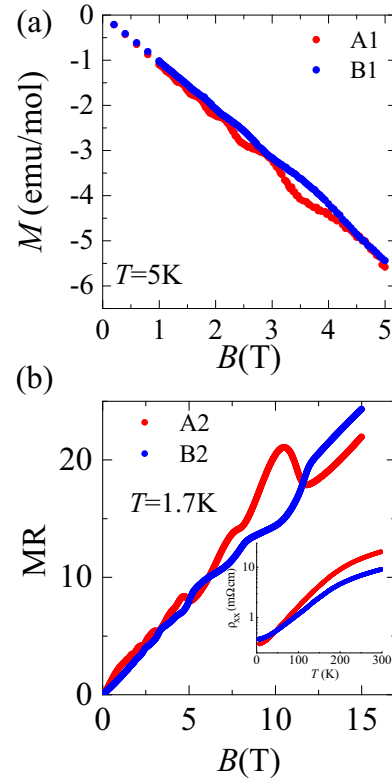 (a)
0
-1
-2
-3
-4
-5
-6
M (emu/mol)
A1
B1
T=5K
0 1 2 3 4 5
B(T)
(b)
A2
B2
T=1.7K
20
10
0
MR
10
1
ρxx (mΩcm)
0 100 200 300
T (K)
0 5 10 15
B(T)